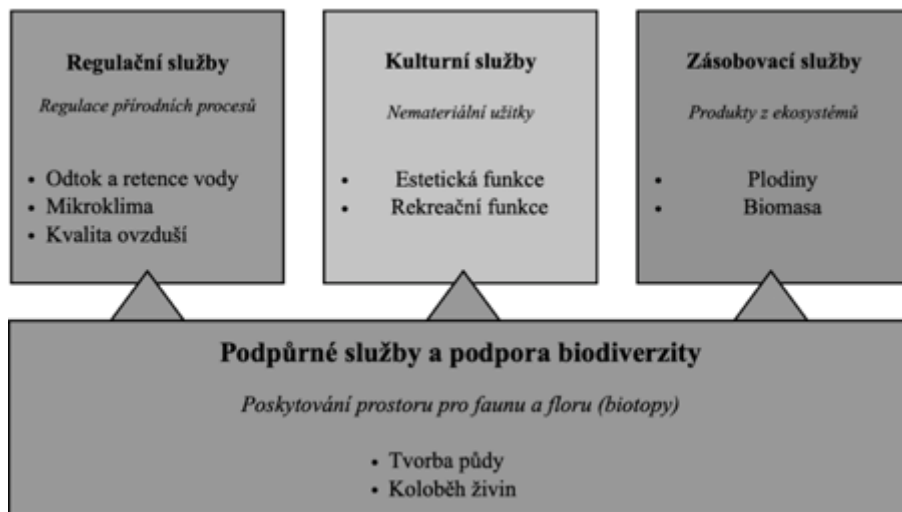 Regulační služby
Regulace přírodních procesů
• Odtok a retence vody
• Mikroklima
• Kvalita ovzduší
Kulturní služby
Nemateriální užitky
• Estetická funkce
• Rekreační funkce
Zásobovací služby
Produkty z ekosystémů
• Plodiny
• Biomasa
Podpůrné služby a podpora biodiverzity
Poskytování prostoru pro faunu a floru (biotopy)
• Tvorba půdy
• Koloběh živin